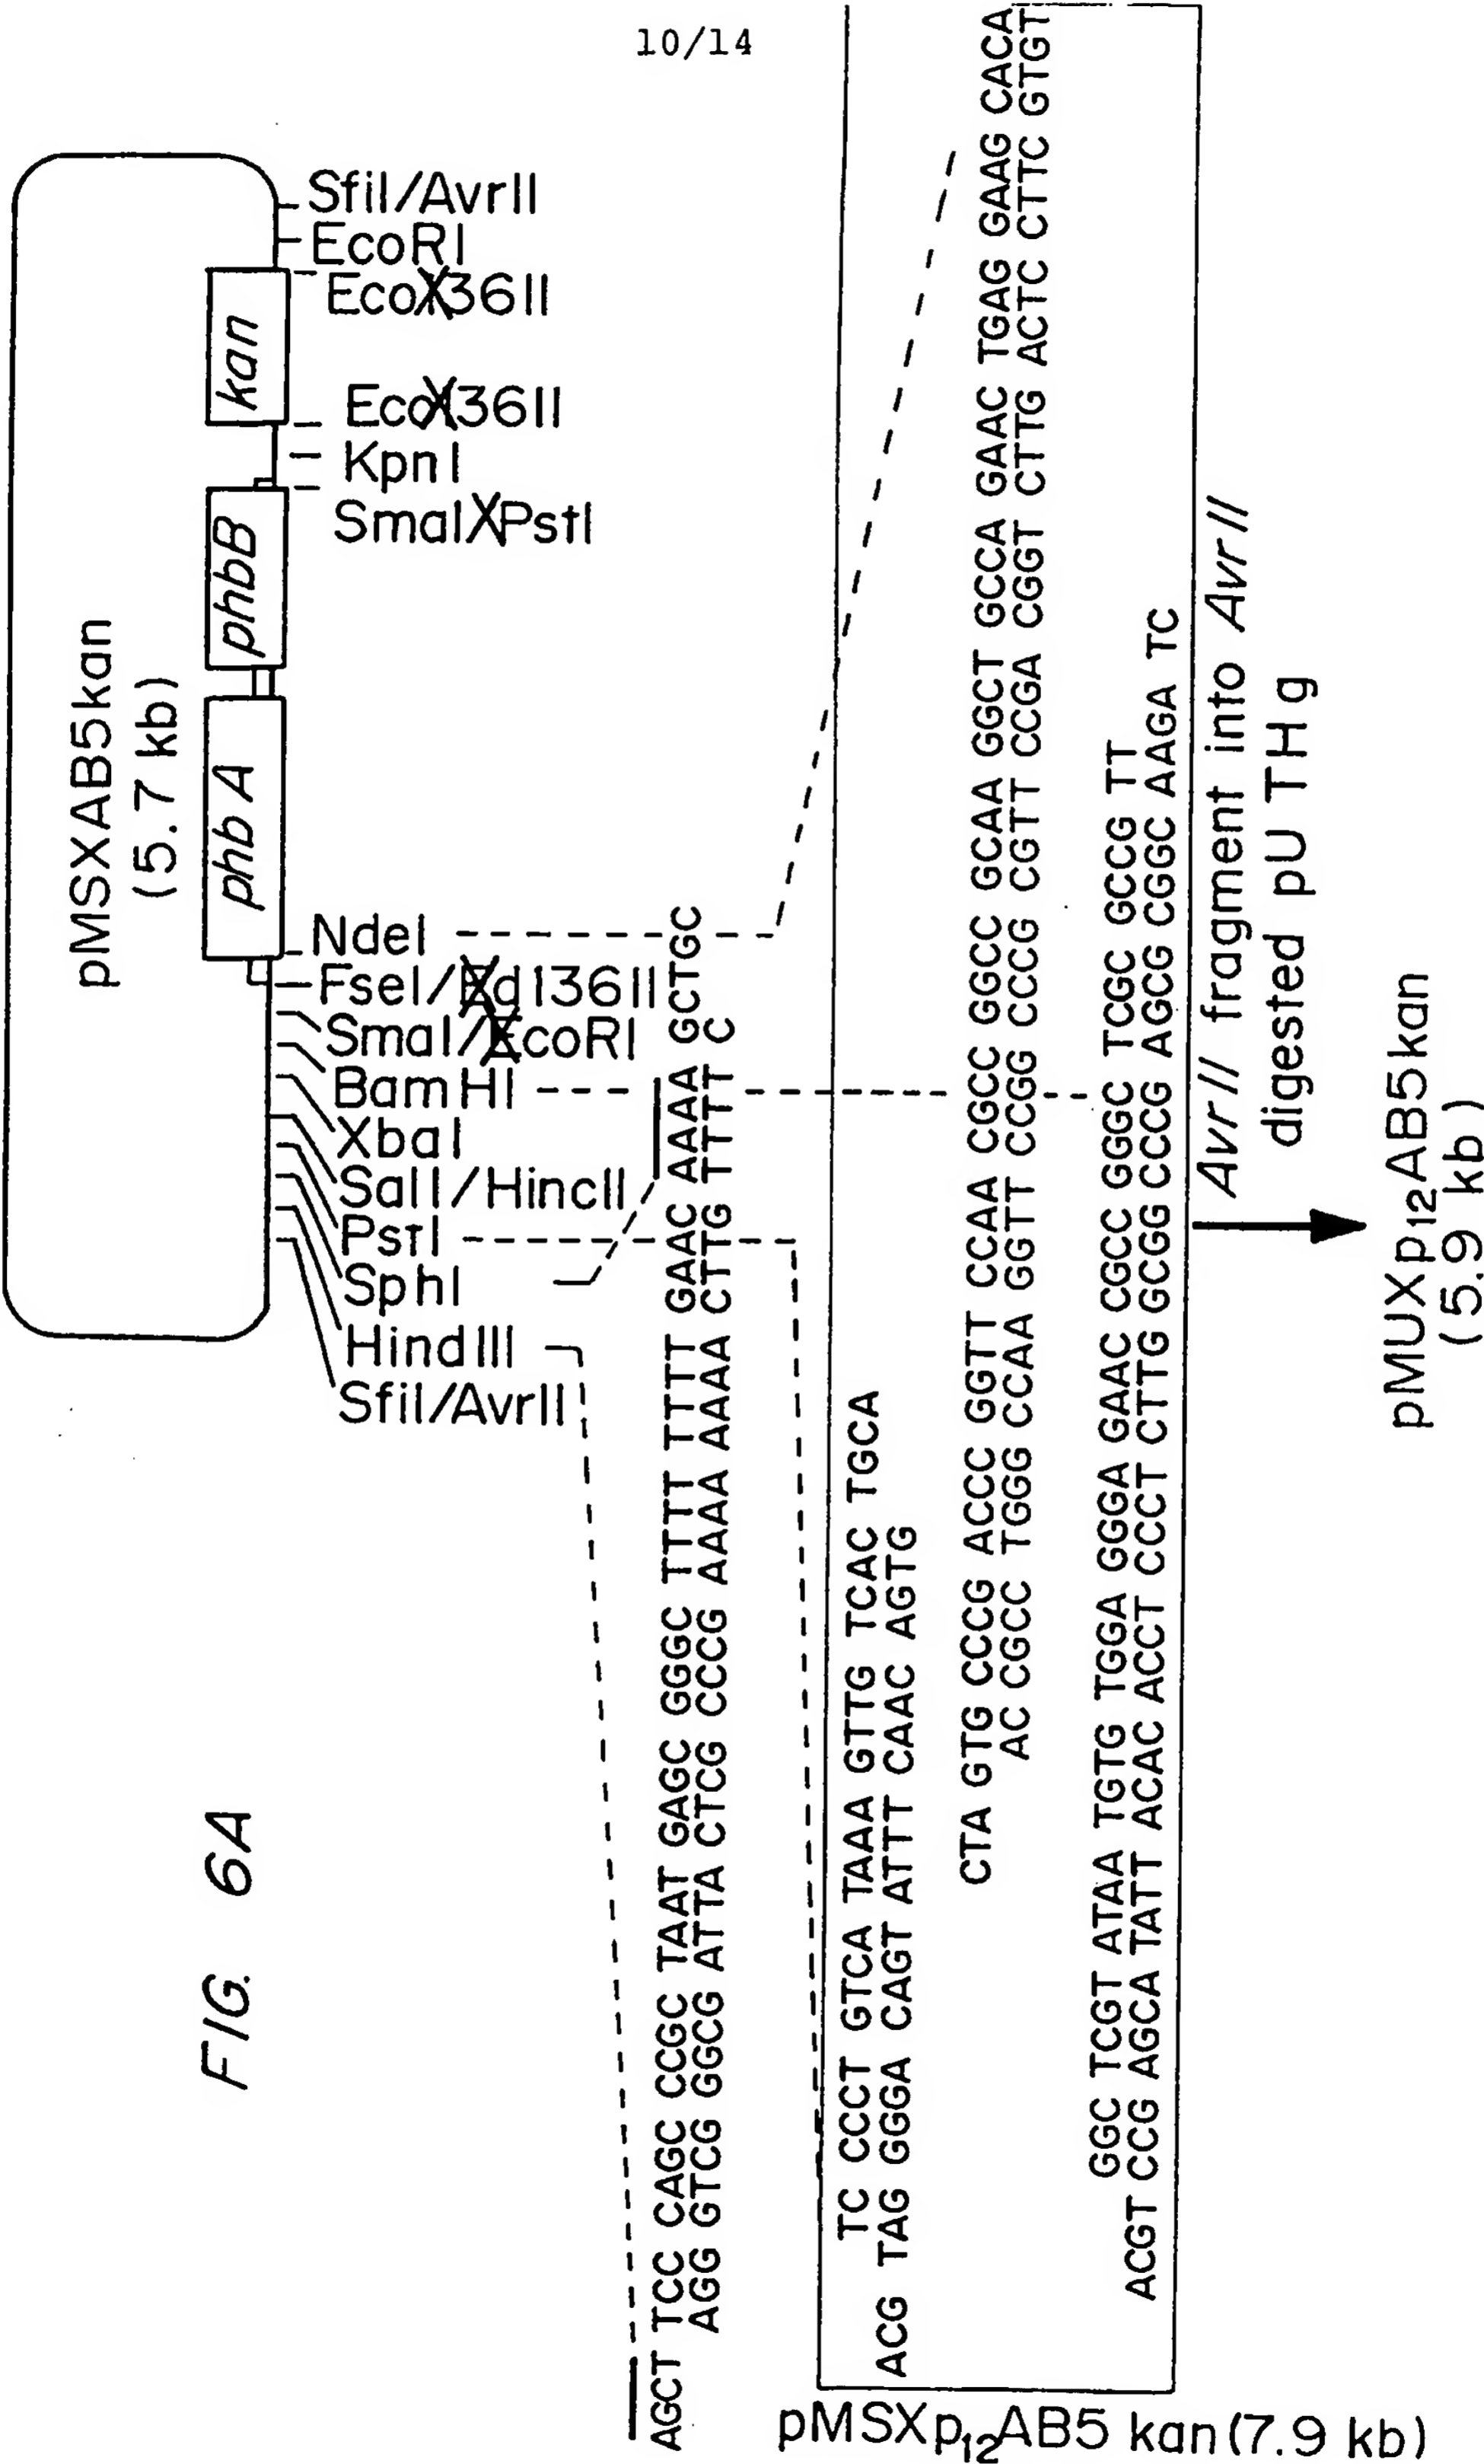 10/14
FIG. 6A
pMSXAB5kan
(5.7 kb)
phbA
phbB
kan
SfiI/AvrII
HindIII
SphI
PstI
SalI/HincII
XbaI
BamHI
SmaI/EcoRI
FseI/Ecl136II
NdeI
SmaIXPstI
KpnI
EcoX36II
EcoX36II
EcoRI
SfiI/AvrII
AGCT TCC CAGC CCGC TAAT GAGC GGGC TTTT TTTT GAAC AAAA GCTGC
AGG GTCG GGCG ATTA CTCG CCCG AAAA AAAA CTTG TTTT C
TC CCCT GTCA TAAA GTTG TCAC TGCA
ACG TAG GGGA CAGT ATTT CAAC AGTG
CTA GTG CCCG ACCC GGTT CCAA CGCC GGCC GCAA GGCT GCCA GAAC TGAG GAAG CACA
AC CGCC TGGG CCAA GGTT CCGG CCCG CGTT CCGA CGGT CTTG ACTC CTTC GTGT
GGC TCGT ATAA TGTG TGGA GGGA GAAC CGCC GGGC TCGC GCCG TT
ACGT CCG AGCA TATT ACAC ACCT CCCT CTTG GCGG CCCG AGCG CGGC AAGA TC
pMSXp12AB5 kan(7.9 kb)
AvrII fragment into AvrII
digested pUTHg
pMUXp12AB5kan
(5.9 kb)